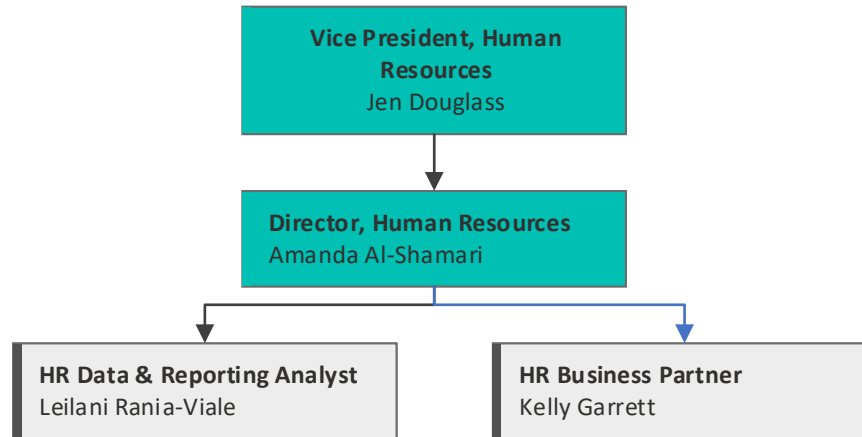 Vice President, Human
Resources
Jen Douglass
Director, Human Resources
Amanda Al-Shamari
HR Data & Reporting Analyst
Leilani Rania-Viale
HR Business Partner
Kelly Garrett